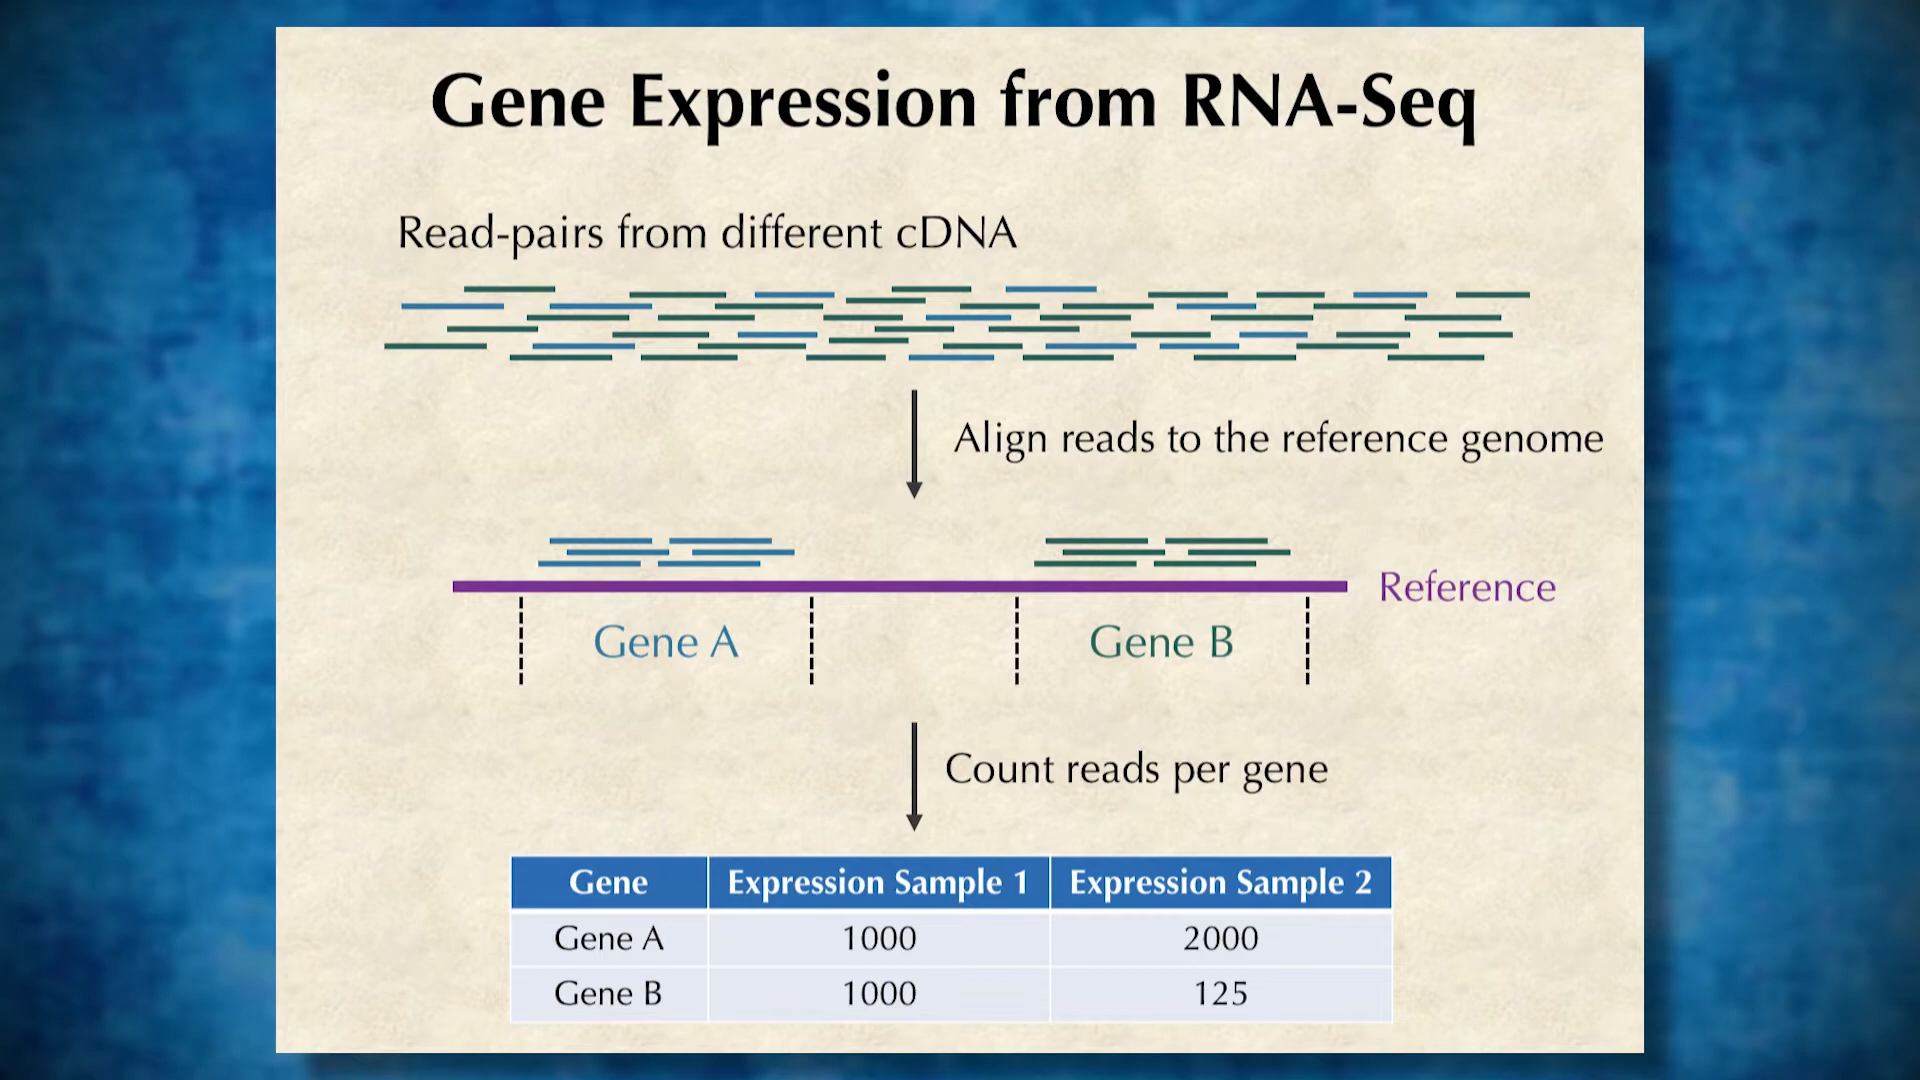 Gene Expression from RNA-Seq
Read-pairs from different cDNA
Align reads to the reference genome
Reference
Gene A Gene B
Count reads per gene
Gene Expression Sample 1 Expression Sample 2
Gene A 1000 2000
Gene B 1000 125